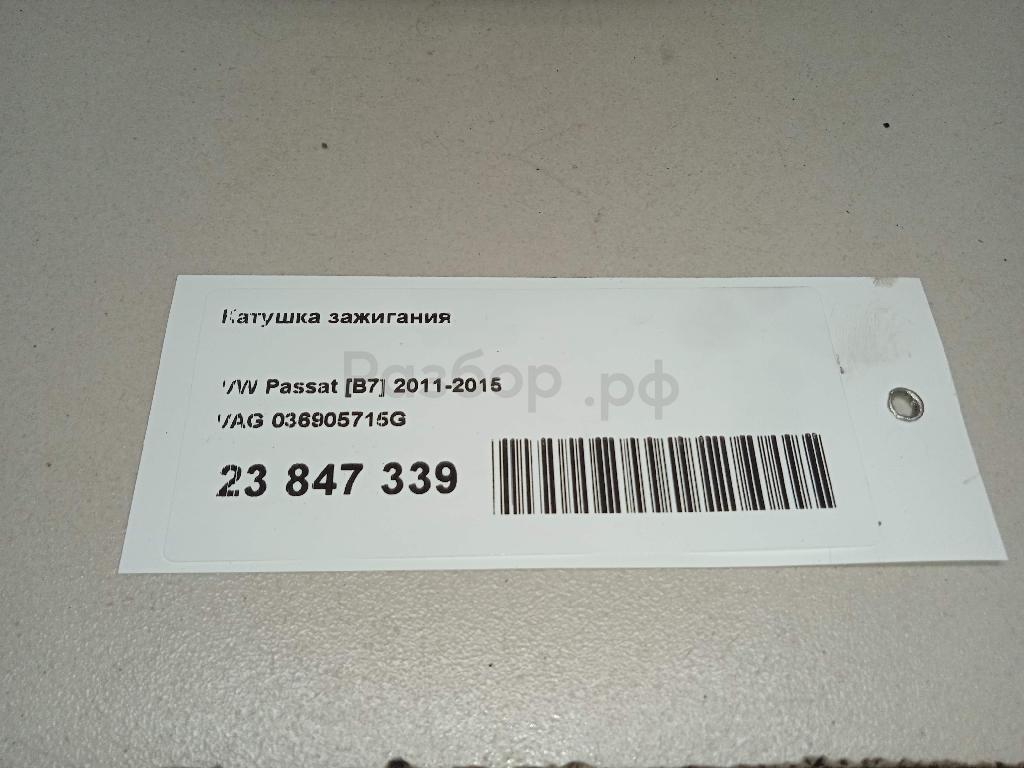 Катушка зажигания
Разбор.рф
VW Passat [B7] 2011-2015
VAG 036905715G
23 847 339